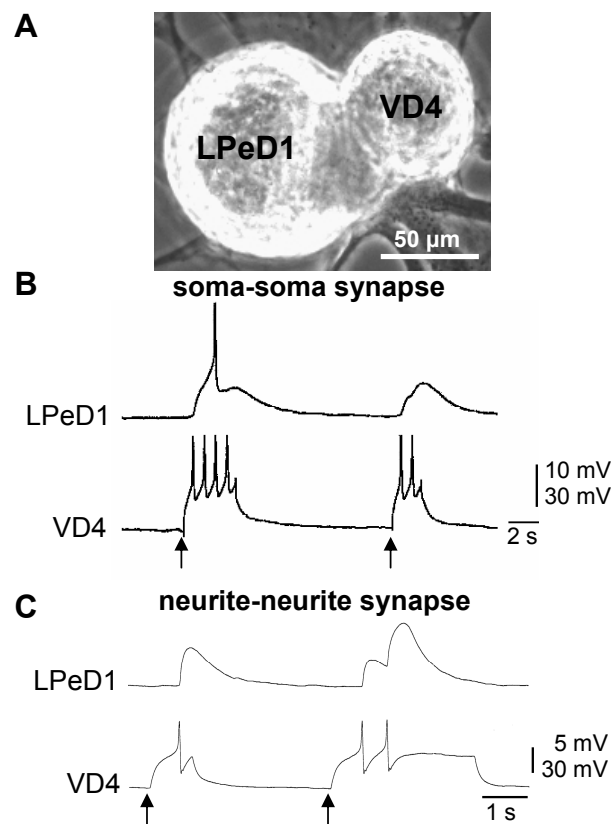 A
LPeD1
VD4
50 µm
B
soma-soma synapse
LPeD1
VD4
10 mV
30 mV
2 s
C
neurite-neurite synapse
LPeD1
VD4
5 mV
30 mV
1 s